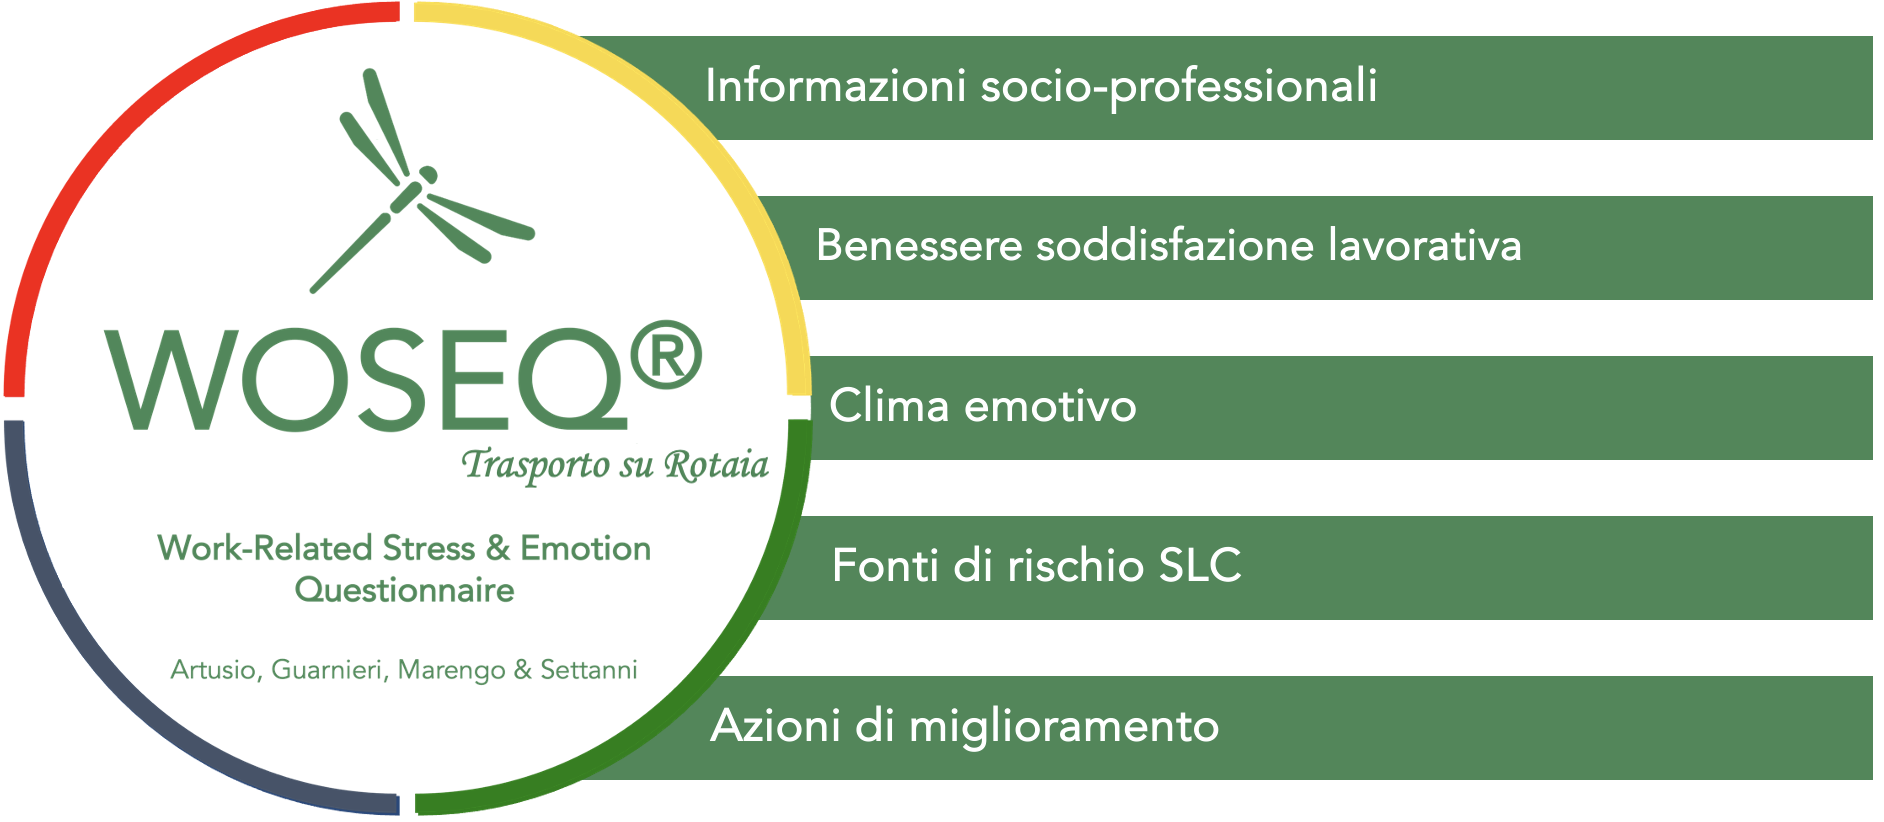 WOSEQ®
Trasporto su Rotaia
Work-Related Stress & Emotion
Questionnaire
Artusio, Guarnieri, Marengo & Settanni
Informazioni socio-professionali
Benessere soddisfazione lavorativa
Clima emotivo
Fonti di rischio SLC
Azioni di miglioramento